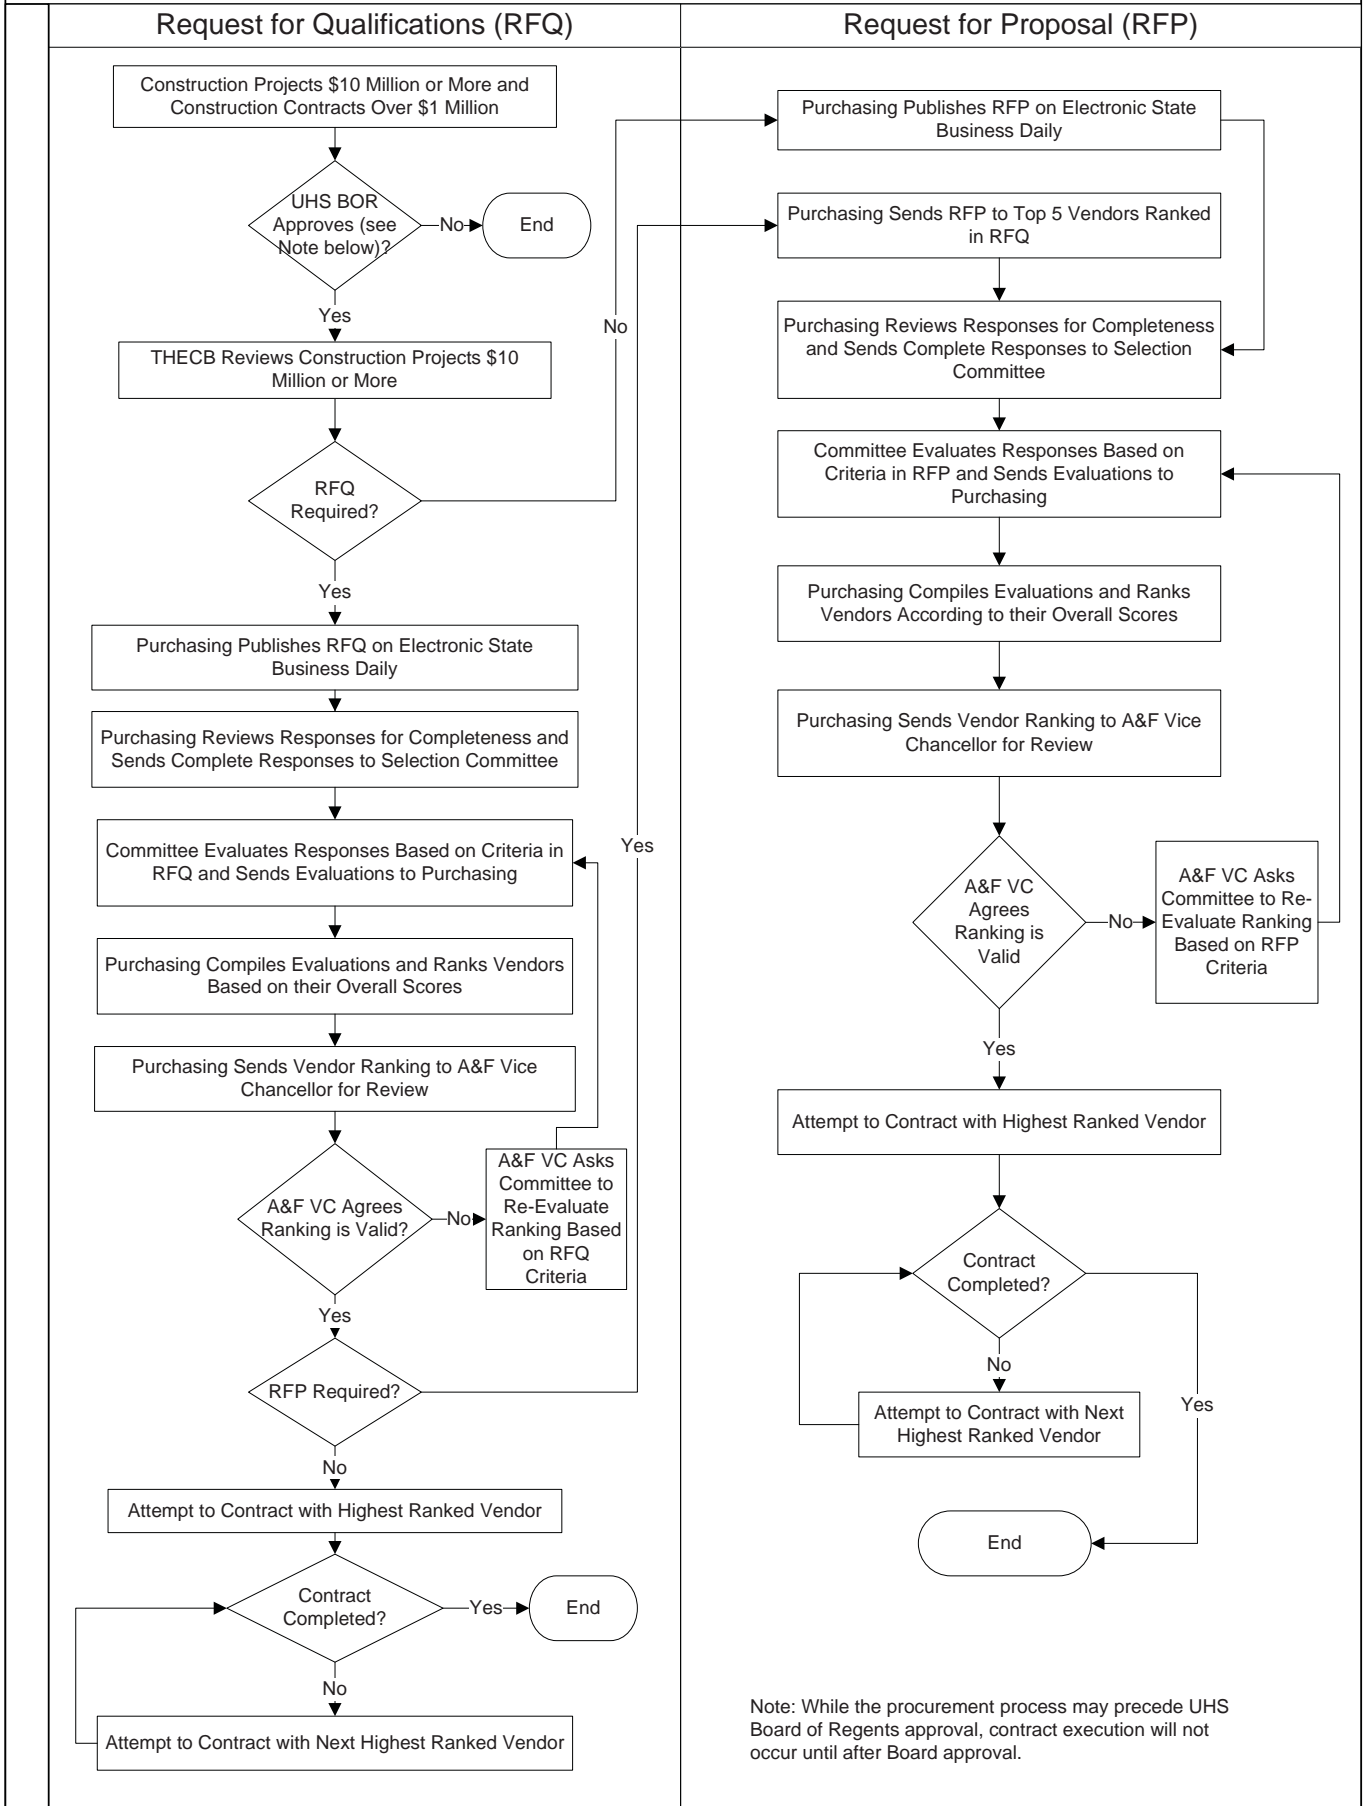 Request for Qualifications (RFQ)
Request for Proposal (RFP)
Construction Projects $10 Million or More and
Construction Contracts Over $1 Million
UHS BOR
Approves (see
Note below)?
No
End
Yes
THECB Reviews Construction Projects $10
Million or More
RFQ
Required?
No
Yes
Purchasing Publishes RFQ on Electronic State
Business Daily
Purchasing Reviews Responses for Completeness and
Sends Complete Responses to Selection Committee
Committee Evaluates Responses Based on Criteria in
RFQ and Sends Evaluations to Purchasing
Yes
Purchasing Compiles Evaluations and Ranks Vendors
Based on their Overall Scores
Purchasing Sends Vendor Ranking to A&F Vice
Chancellor for Review
A&F VC Agrees
Ranking is Valid?
No
A&F VC Asks
Committee to
Re-Evaluate
Ranking Based
on RFQ
Criteria
Yes
RFP Required?
No
Attempt to Contract with Highest Ranked Vendor
Contract
Completed?
Yes
End
No
Attempt to Contract with Next Highest Ranked Vendor
Purchasing Publishes RFP on Electronic State
Business Daily
Purchasing Sends RFP to Top 5 Vendors Ranked
in RFQ
Purchasing Reviews Responses for Completeness
and Sends Complete Responses to Selection
Committee
Committee Evaluates Responses Based on
Criteria in RFP and Sends Evaluations to
Purchasing
Purchasing Compiles Evaluations and Ranks
Vendors According to their Overall Scores
Purchasing Sends Vendor Ranking to A&F Vice
Chancellor for Review
A&F VC
Agrees
Ranking is
Valid
No
A&F VC Asks
Committee to Re-
Evaluate Ranking
Based on RFP
Criteria
Yes
Attempt to Contract with Highest Ranked Vendor
Contract
Completed?
No
Yes
Attempt to Contract with Next
Highest Ranked Vendor
End
Note: While the procurement process may precede UHS
Board of Regents approval, contract execution will not
occur until after Board approval.